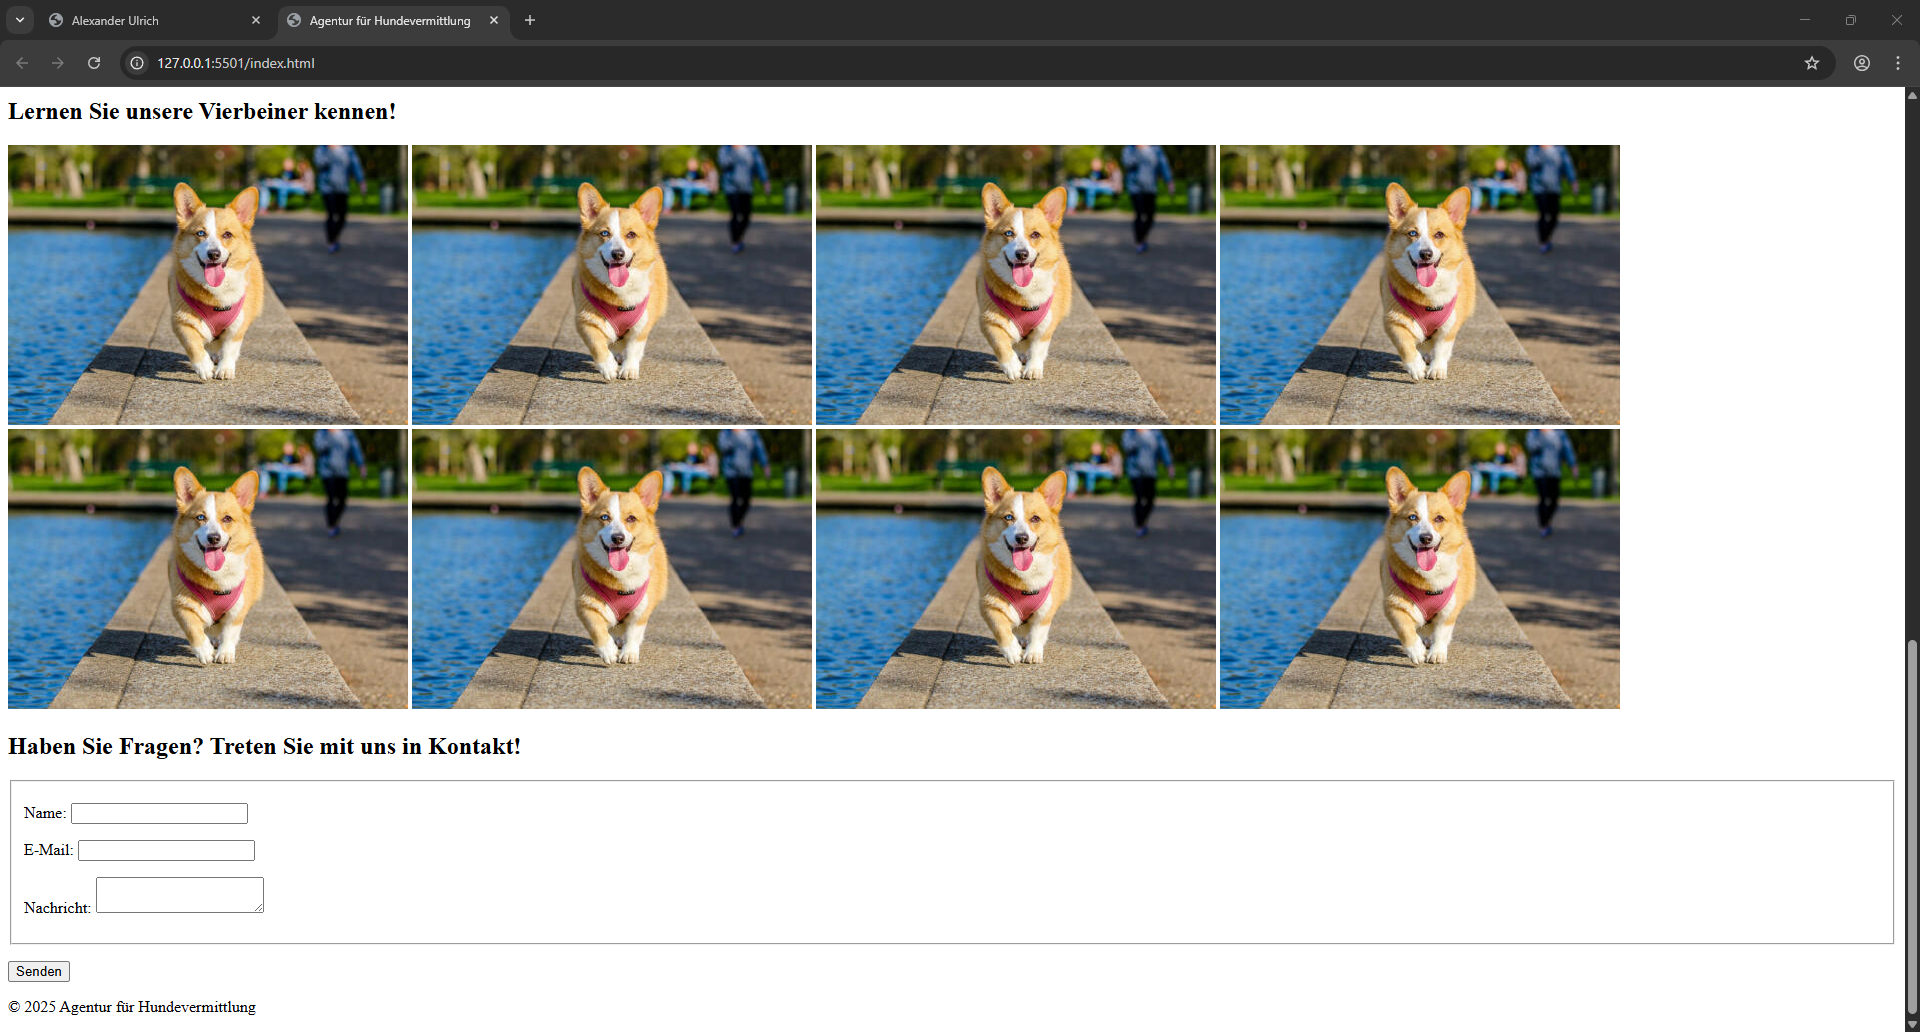 Alexander Ulrich
Agentur für Hundevermittlung
127.0.0.1:5501/index.html
Lernen Sie unsere Vierbeiner kennen!
Haben Sie Fragen? Treten Sie mit uns in Kontakt!
Name:
E-Mail:
Nachricht:
Senden
© 2025 Agentur für Hundevermittlung